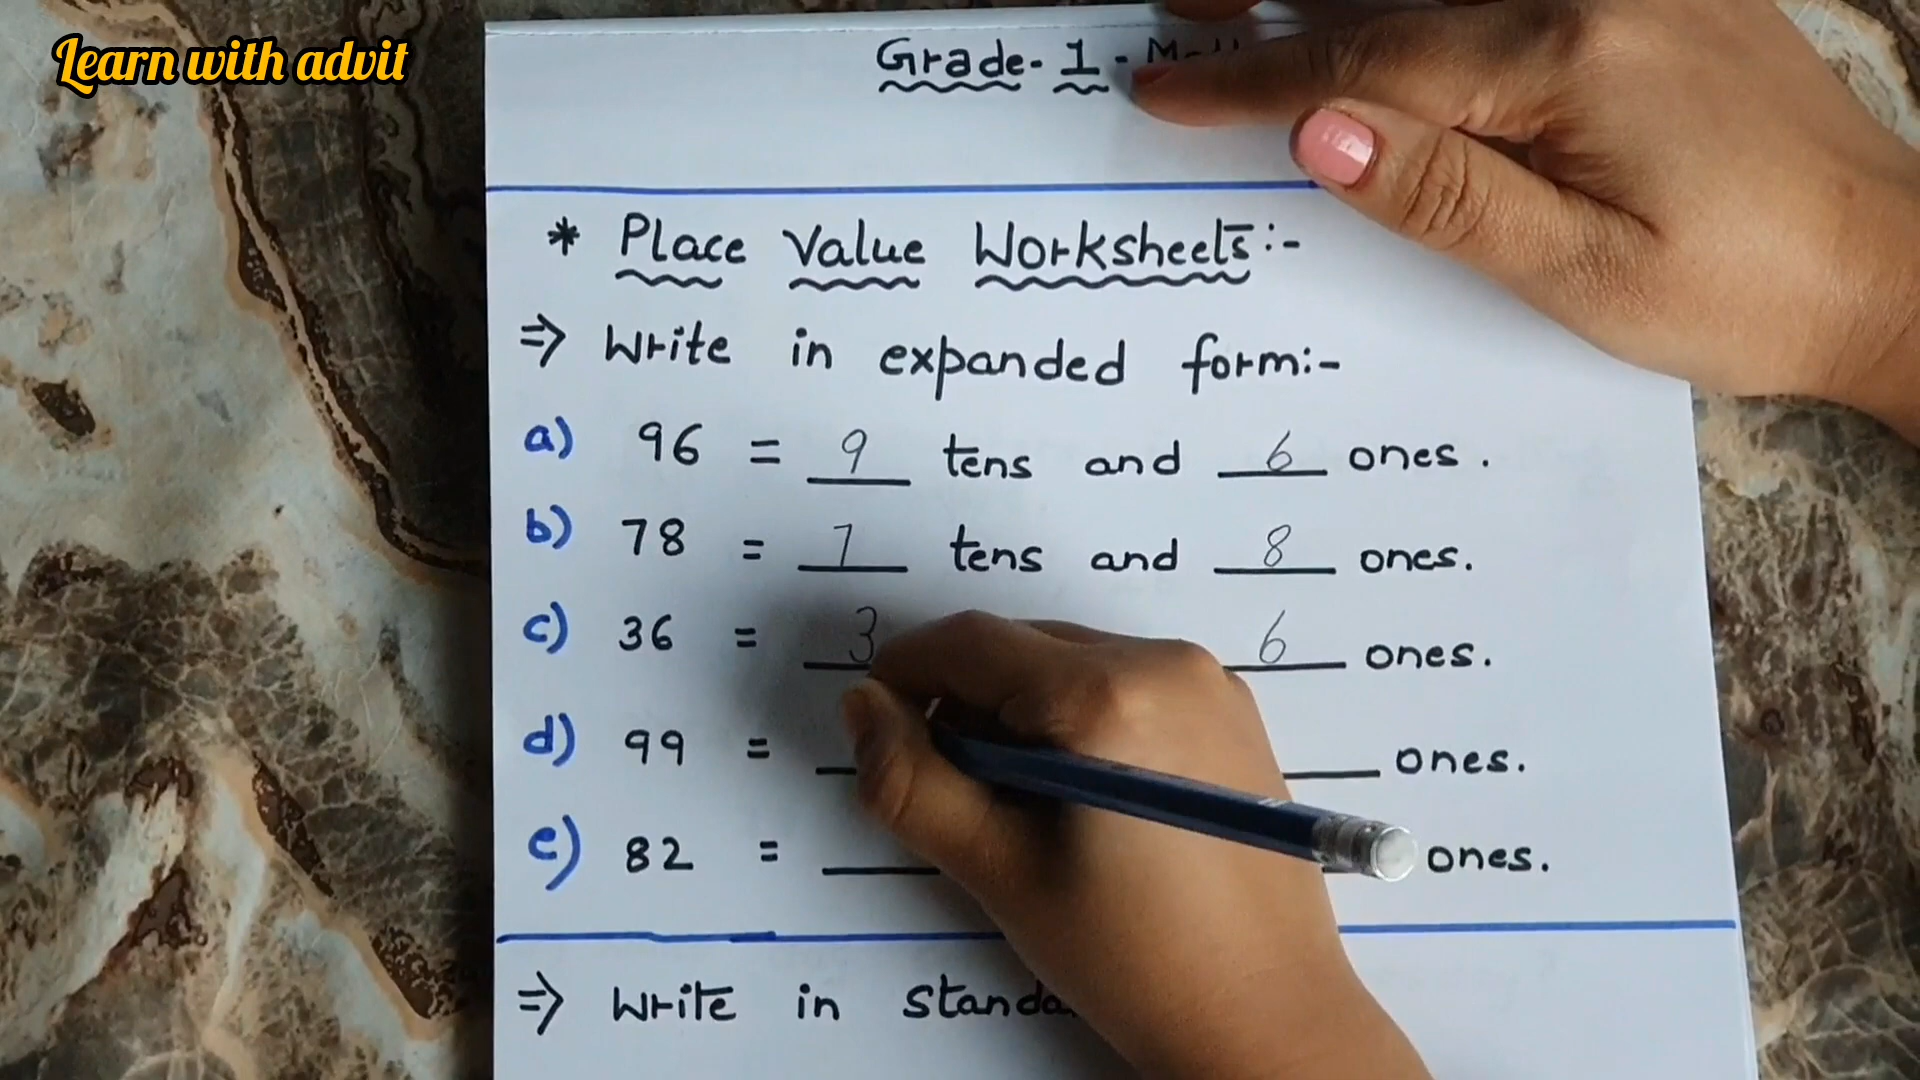 Learn with advit
Grade-1-
* Place Value Worksheets:-
⇒ Write in expanded form:-
a) 96 = 9 tens and 6 ones.
b) 78 = 7 tens and 8 ones.
c) 36 = 3 6 ones.
d) 99 = ones.
e) 82 = ones.
⇒ Write in